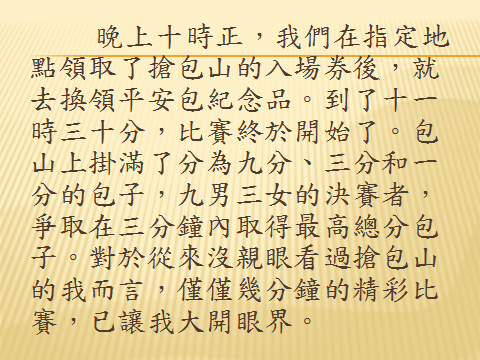 晚上十時正，我們在指定地
點領取了搶包山的入場券後，就
去換領平安包紀念品。到了十一
時三十分，比賽終於開始了。包
山上掛滿了分為九分、三分和一
分的包子，九男三女的決賽者，
爭取在三分鐘內取得最高總分包
子。對於從來沒親眼看過搶包山
的我而言，僅僅幾分鐘的精彩比
賽，已讓我大開眼界。